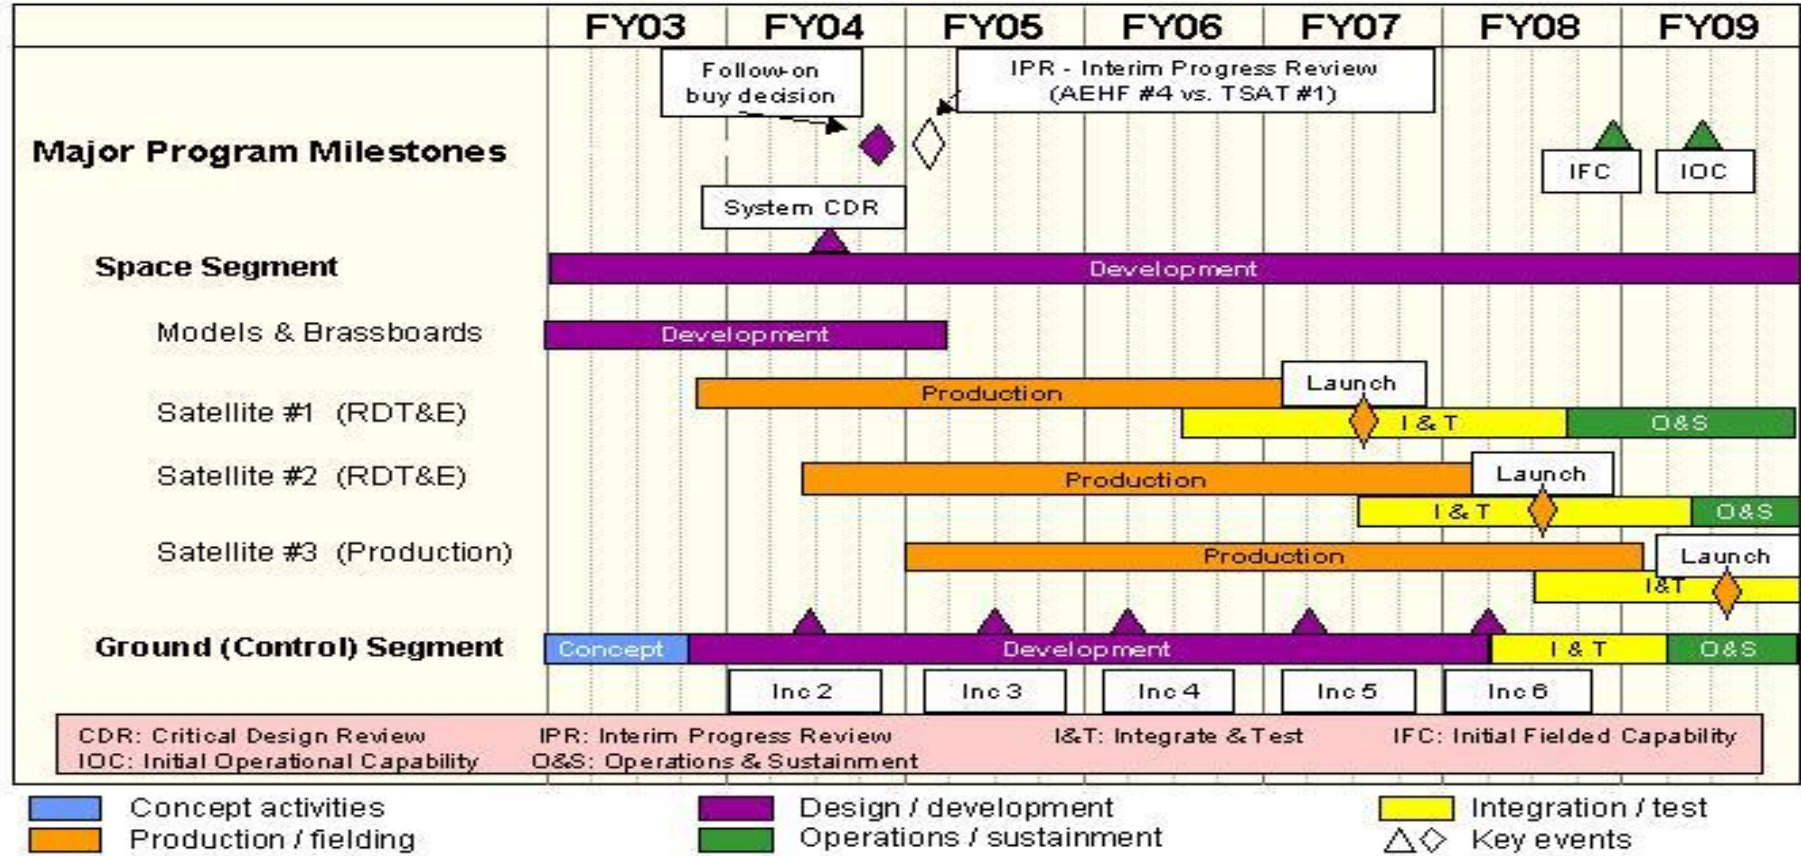 FY03 FY04 FY05 FY06 FY07 FY08 FY09
Follow-on
buy decision
IPR - Interim Progress Review
(AEHF #4 vs. TSAT #1)
Major Program Milestones
IFC IOC
System CDR
Space Segment Development
Models & Brassboards Development
Production Launch
Satellite #1 (RDT&E) I & T O&S
Satellite #2 (RDT&E) Production Launch
I & T O&S
Satellite #3 (Production) Production Launch
I&T
Ground (Control) Segment Concept Development I & T O&S
Inc 2 Inc 3 Inc 4 Inc 5 Inc 6
CDR: Critical Design Review IPR: Interim Progress Review I&T: Integrate & Test IFC: Initial Fielded Capability
IOC: Initial Operational Capability O&S: Operations & Sustainment
Concept activities Design / development Integration / test
Production / fielding Operations / sustainment Key events